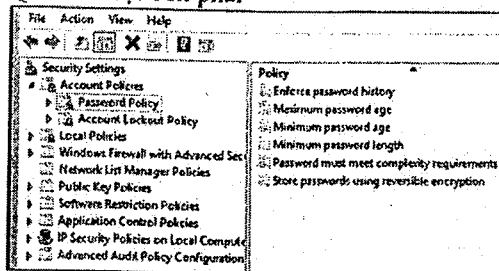 File Action View Help
Security Settings
Account Policies
Password Policy
Account Lockout Policy
Local Policies
Windows Firewall with Advanced Sec
Network List Manager Policies
Public Key Policies
Software Restriction Policies
Application Control Policies
IP Security Policies on Local Compute
Advanced Audit Policy Configuration
Policy
Enforce password history
Maximum password age
Minimum password age
Minimum password length
Password must meet complexity requirements
Store passwords using reversible encryption